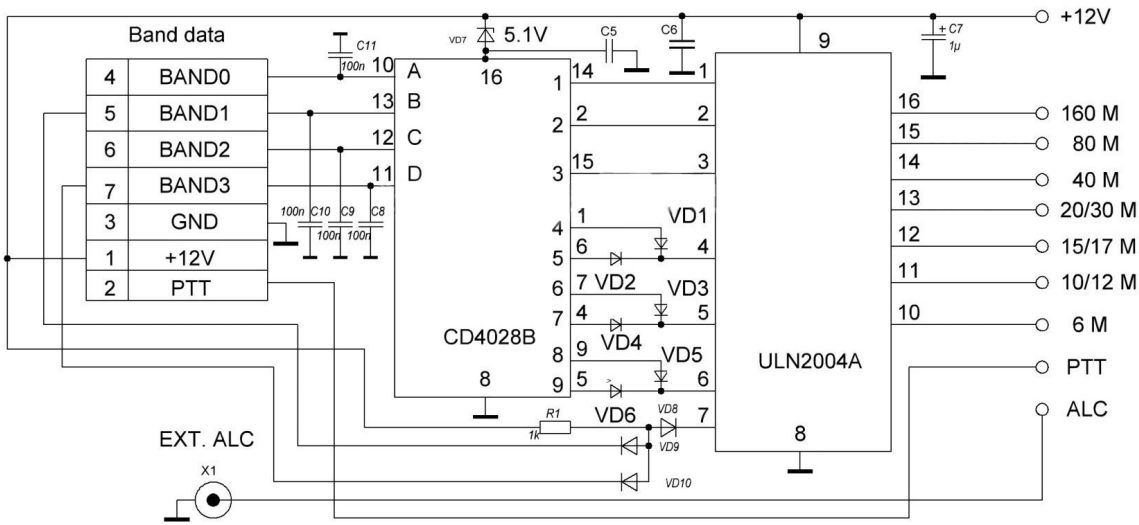 +12V
Band data
VD7
5.1V
C5
C6
9
+ C7
1µ
C11
100n
4 BAND0
5 BAND1
6 BAND2
7 BAND3
3 GND
1 +12V
2 PTT
10 A
13 B
12 C
11 D
16
100n C10 C9 C8
100n 100n
1 14
2 2
3 15
4 1
5 6
6 7
7 4
8 9
9 5
CD4028B
8
VD1
VD2
VD3
VD4
VD5
VD6
1
2
3
4
5
6
7
ULN2004A
8
16 160 M
15 80 M
14 40 M
13 20/30 M
12 15/17 M
11 10/12 M
10 6 M
PTT
ALC
R1
1k
VD8
VD9
VD10
EXT. ALC
X1